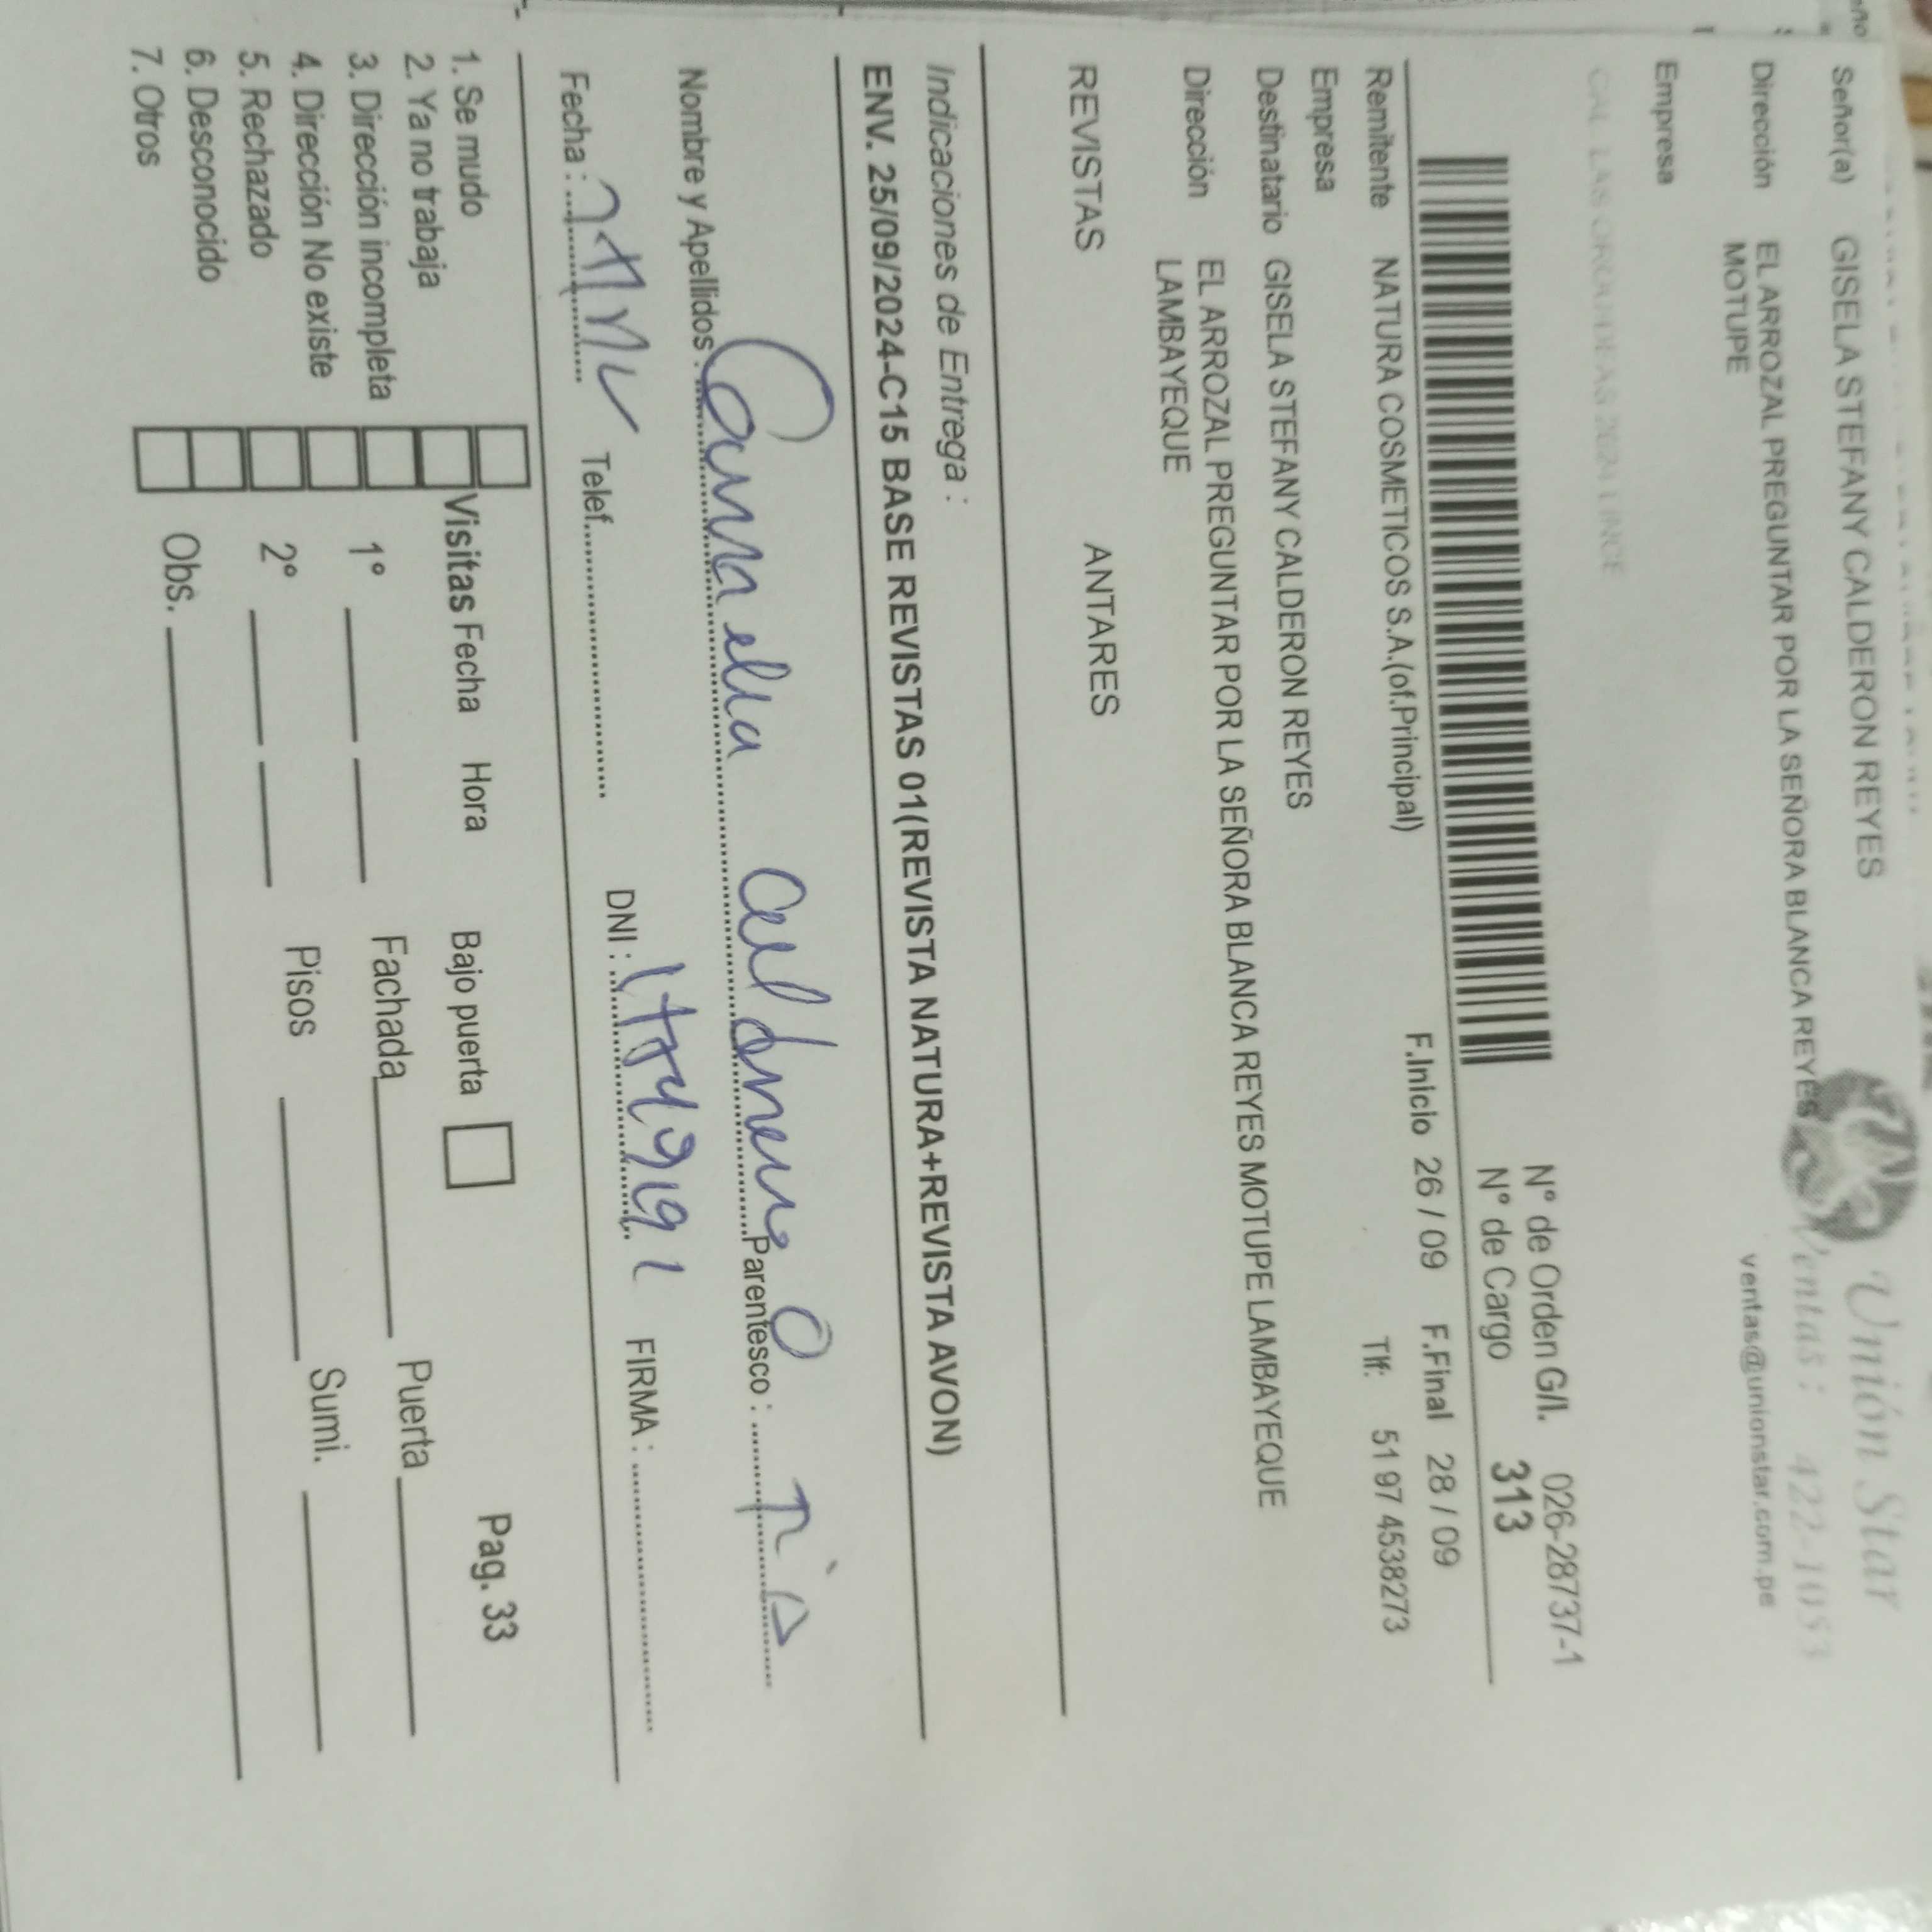 Señor(a) GISELA STEFANY CALDERON REYES
Unión Star
Ventas : 422-1053
ventas@unionstar.com.pe
Dirección EL ARROZAL PREGUNTAR POR LA SEÑORA BLANCA REYES
MOTUPE
Empresa
CAL. LAS ORQUIDEAS 2624 LINCE
N° de Orden G/I. 026-28737-1
N° de Cargo 313
F.Inicio 26 / 09 F.Final 28 / 09
Remitente NATURA COSMETICOS S.A.(of.Principal) Tlf: 51 97 4538273
Empresa
Destinatario GISELA STEFANY CALDERON REYES
Dirección EL ARROZAL PREGUNTAR POR LA SEÑORA BLANCA REYES MOTUPE LAMBAYEQUE
LAMBAYEQUE
REVISTAS ANTARES
Indicaciones de Entrega :
ENV. 25/09/2024-C15 BASE REVISTAS 01(REVISTA NATURA+REVISTA AVON)
Nombre y Apellidos : Parentesco :
Fecha : Telef. DNI : FIRMA :
1. Se mudo
2. Ya no trabaja
3. Dirección incompleta
4. Dirección No existe
5. Rechazado
6. Desconocido
7. Otros
Visitas Fecha Hora Bajo puerta Pag. 33
1° Fachada Puerta
2° Pisos Sumi.
Obs.